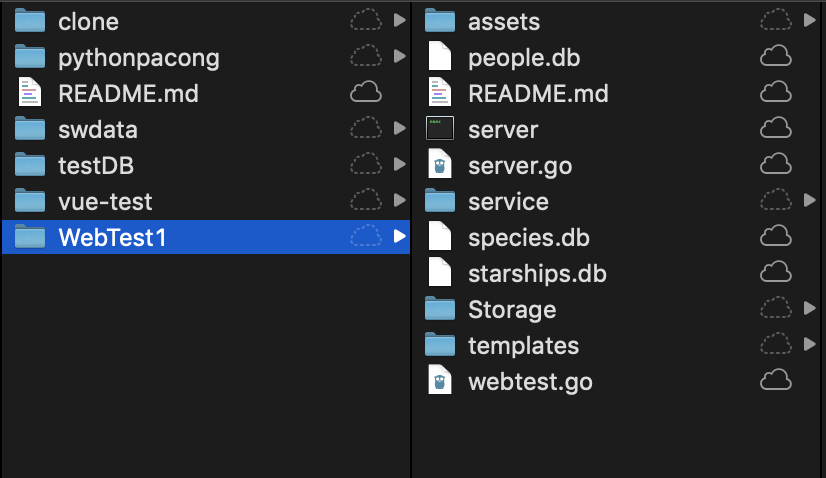 clone
pythonpacong
README.md
swdata
testDB
vue-test
WebTest1
assets
people.db
README.md
server
server.go
service
species.db
starships.db
Storage
templates
webtest.go